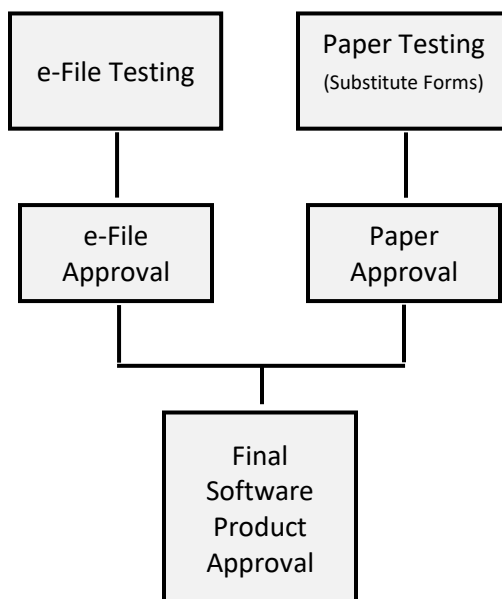 e-File Testing
Paper Testing
(Substitute Forms)
e-File
Approval
Paper
Approval
Final
Software
Product
Approval